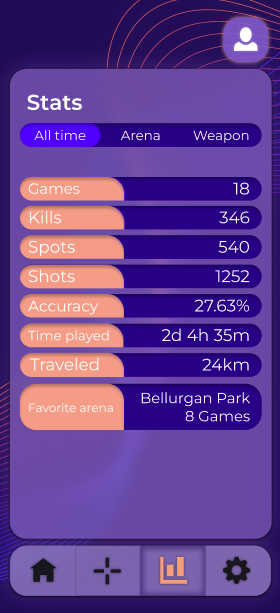 Stats
All time Arena Weapon
Games 18
Kills 346
Spots 540
Shots 1252
Accuracy 27.63%
Time played 2d 4h 35m
Traveled 24km
Favorite arena Bellurgan Park
8 Games